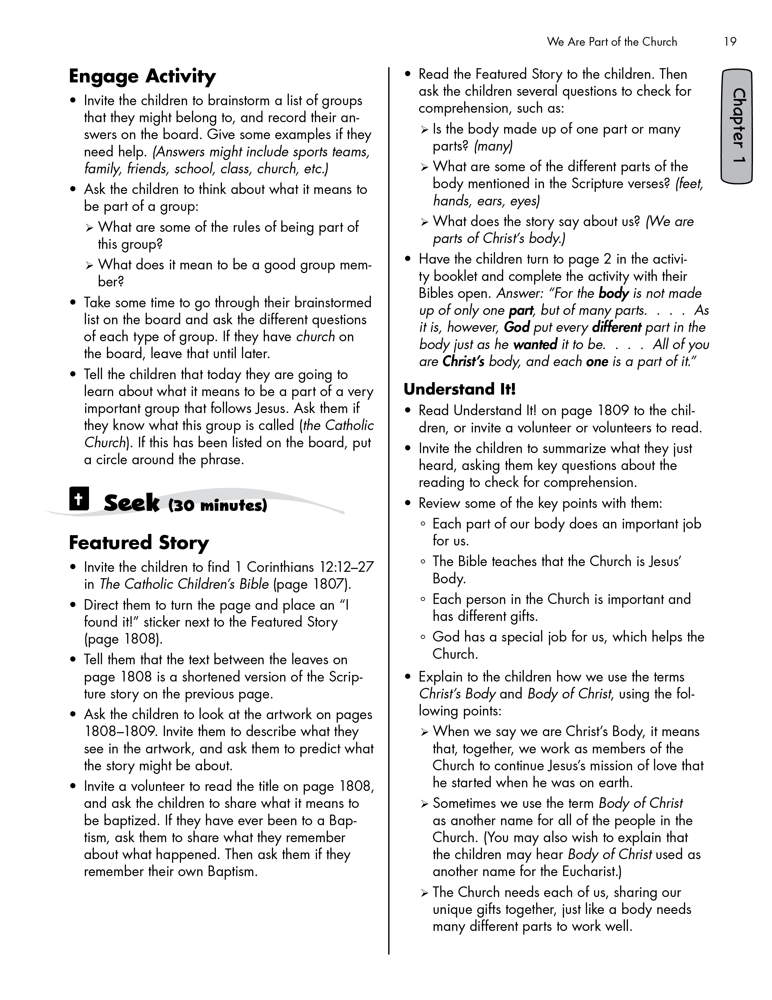 We Are Part of the Church 19
Engage Activity
• Invite the children to brainstorm a list of groups
that they might belong to, and record their an-
swers on the board. Give some examples if they
need help. (Answers might include sports teams,
family, friends, school, class, church, etc.)
• Ask the children to think about what it means to
be part of a group:
➢ What are some of the rules of being part of
this group?
➢ What does it mean to be a good group mem-
ber?
• Take some time to go through their brainstormed
list on the board and ask the different questions
of each type of group. If they have church on
the board, leave that until later.
• Tell the children that today they are going to
learn about what it means to be a part of a very
important group that follows Jesus. Ask them if
they know what this group is called (the Catholic
Church). If this has been listed on the board, put
a circle around the phrase.
Seek (30 minutes)
Featured Story
• Invite the children to find 1 Corinthians 12:12–27
in The Catholic Children’s Bible (page 1807).
• Direct them to turn the page and place an “I
found it!” sticker next to the Featured Story
(page 1808).
• Tell them that the text between the leaves on
page 1808 is a shortened version of the Scrip-
ture story on the previous page.
• Ask the children to look at the artwork on pages
1808–1809. Invite them to describe what they
see in the artwork, and ask them to predict what
the story might be about.
• Invite a volunteer to read the title on page 1808,
and ask the children to share what it means to
be baptized. If they have ever been to a Bap-
tism, ask them to share what they remember
about what happened. Then ask them if they
remember their own Baptism.
• Read the Featured Story to the children. Then
ask the children several questions to check for
comprehension, such as:
➢ Is the body made up of one part or many
parts? (many)
➢ What are some of the different parts of the
body mentioned in the Scripture verses? (feet,
hands, ears, eyes)
➢ What does the story say about us? (We are
parts of Christ’s body.)
• Have the children turn to page 2 in the activi-
ty booklet and complete the activity with their
Bibles open. Answer: “For the body is not made
up of only one part, but of many parts. . . . As
it is, however, God put every different part in the
body just as he wanted it to be. . . . All of you
are Christ’s body, and each one is a part of it.”
Understand It!
• Read Understand It! on page 1809 to the chil-
dren, or invite a volunteer or volunteers to read.
• Invite the children to summarize what they just
heard, asking them key questions about the
reading to check for comprehension.
• Review some of the key points with them:
◦ Each part of our body does an important job
for us.
◦ The Bible teaches that the Church is Jesus’
Body.
◦ Each person in the Church is important and
has different gifts.
◦ God has a special job for us, which helps the
Church.
• Explain to the children how we use the terms
Christ’s Body and Body of Christ, using the fol-
lowing points:
➢ When we say we are Christ’s Body, it means
that, together, we work as members of the
Church to continue Jesus’s mission of love that
he started when he was on earth.
➢ Sometimes we use the term Body of Christ
as another name for all of the people in the
Church. (You may also wish to explain that
the children may hear Body of Christ used as
another name for the Eucharist.)
➢ The Church needs each of us, sharing our
unique gifts together, just like a body needs
many different parts to work well.
Chapter 1